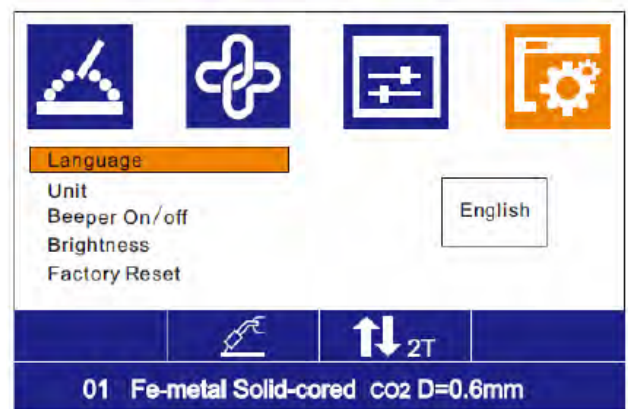 Language
Unit
Beeper On/off
Brightness
Factory Reset
English
2T
01 Fe-metal Solid-cored CO2 D=0.6mm